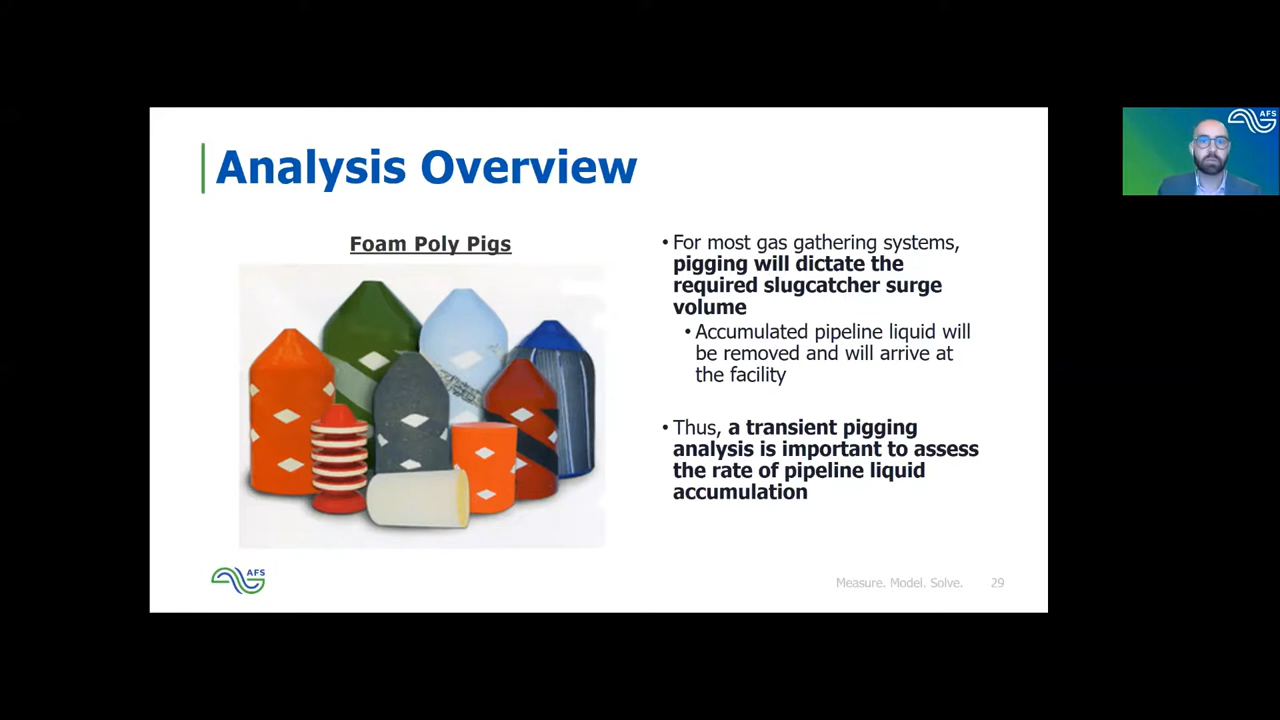 AFS
Analysis Overview
Foam Poly Pigs
• For most gas gathering systems,
pigging will dictate the
required slugcatcher surge
volume
• Accumulated pipeline liquid will
be removed and will arrive at
the facility
• Thus, a transient pigging
analysis is important to assess
the rate of pipeline liquid
accumulation
AFS
Measure. Model. Solve.
29